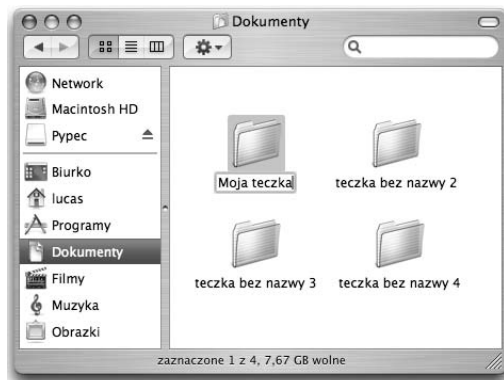 Dokumenty
Network
Macintosh HD
Pypec
Biurko
lucas
Programy
Dokumenty
Filmy
Muzyka
Obrazki
Moja teczka
teczka bez nazwy 2
teczka bez nazwy 3
teczka bez nazwy 4
zaznaczone 1 z 4, 7,67 GB wolne